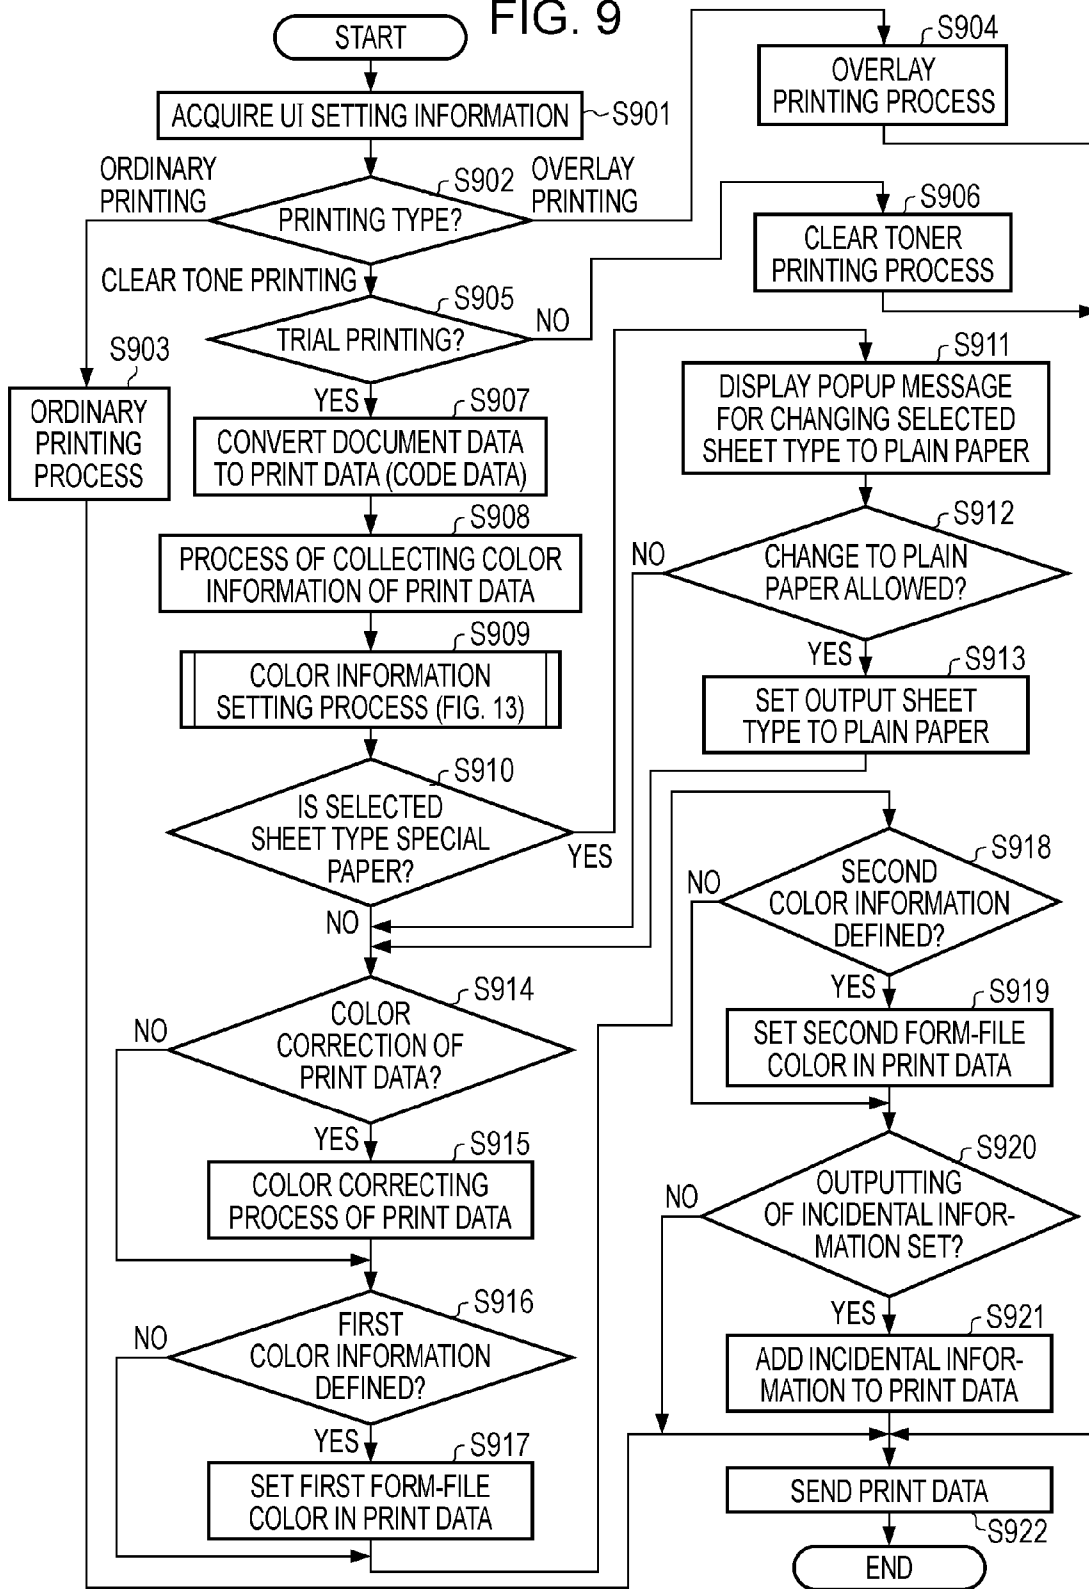 FIG. 9
START
ACQUIRE UI SETTING INFORMATION
S901
ORDINARY
PRINTING
S902
PRINTING TYPE?
OVERLAY
PRINTING
S904
OVERLAY
PRINTING PROCESS
CLEAR TONE PRINTING
S905
TRIAL PRINTING?
NO
S906
CLEAR TONER
PRINTING PROCESS
S903
ORDINARY
PRINTING
PROCESS
YES
S907
CONVERT DOCUMENT DATA
TO PRINT DATA (CODE DATA)
S908
PROCESS OF COLLECTING COLOR
INFORMATION OF PRINT DATA
S909
COLOR INFORMATION
SETTING PROCESS (FIG. 13)
S910
IS SELECTED
SHEET TYPE SPECIAL
PAPER?
YES
NO
S911
DISPLAY POPUP MESSAGE
FOR CHANGING SELECTED
SHEET TYPE TO PLAIN PAPER
S912
NO
CHANGE TO PLAIN
PAPER ALLOWED?
YES
S913
SET OUTPUT SHEET
TYPE TO PLAIN PAPER
S914
NO
COLOR
CORRECTION OF
PRINT DATA?
YES
S915
COLOR CORRECTING
PROCESS OF PRINT DATA
S916
NO
FIRST
COLOR INFORMATION
DEFINED?
YES
S917
SET FIRST FORM-FILE
COLOR IN PRINT DATA
S918
NO
SECOND
COLOR INFORMATION
DEFINED?
YES
S919
SET SECOND FORM-FILE
COLOR IN PRINT DATA
S920
NO
OUTPUTTING
OF INCIDENTAL INFOR-
MATION SET?
YES
S921
ADD INCIDENTAL INFOR-
MATION TO PRINT DATA
SEND PRINT DATA
S922
END